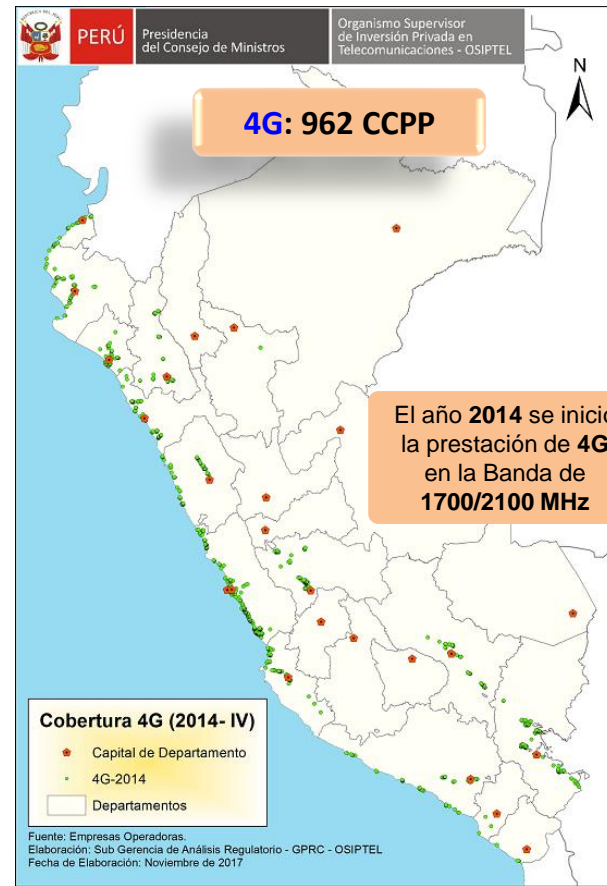 PERÚ
Presidencia
del Consejo de Ministros
Organismo Supervisor
de Inversión Privada en
Telecomunicaciones - OSIPTEL
N
4G: 962 CCPP
El año 2014 se inició
la prestación de 4G
en la Banda de
1700/2100 MHz
Cobertura 4G (2014- IV)
Capital de Departamento
4G-2014
Departamentos
Fuente: Empresas Operadoras.
Elaboración: Sub Gerencia de Análisis Regulatorio - GPRC - OSIPTEL
Fecha de Elaboración: Noviembre de 2017